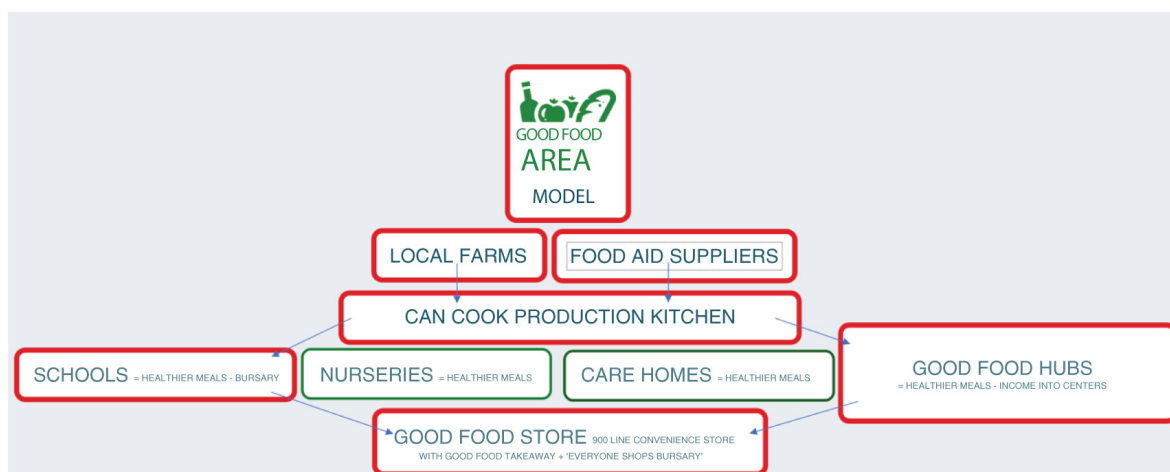 GOOD FOOD
AREA
MODEL
LOCAL FARMS
FOOD AID SUPPLIERS
CAN COOK PRODUCTION KITCHEN
SCHOOLS = HEALTHIER MEALS - BURSARY
NURSERIES = HEALTHIER MEALS
CARE HOMES = HEALTHIER MEALS
GOOD FOOD HUBS
= HEALTHIER MEALS - INCOME INTO CENTERS
GOOD FOOD STORE 900 LINE CONVENIENCE STORE
WITH GOOD FOOD TAKEAWAY + 'EVERYONE SHOPS BURSARY'